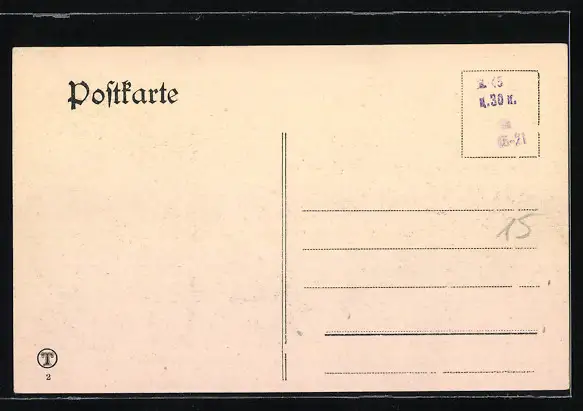 Postkarte
ц.30 к.
15
T
2